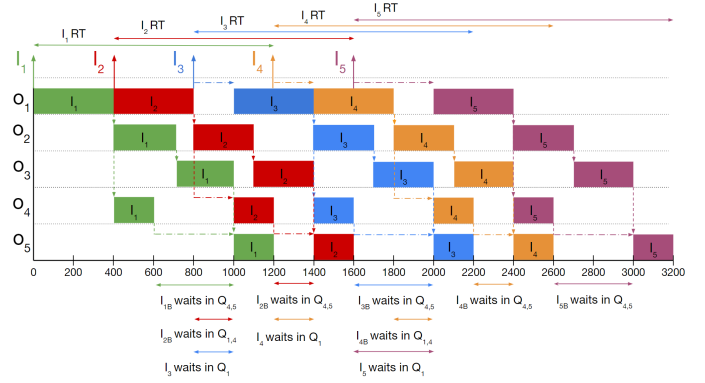 I5 RT
I4 RT
I3 RT
I2 RT
I1 RT
I1 I2 I3 I4 I5
O1 I1 I2 I3 I4 I5
O2 I1 I2 I3 I4 I5
O3 I1 I2 I3 I4 I5
O4 I1 I2 I3 I4 I5
O5 I1 I2 I3 I4 I5
0 200 400 600 800 1000 1200 1400 1600 1800 2000 2200 2400 2600 2800 3000 3200
I1B waits in Q4,5 I2B waits in Q4,5 I3B waits in Q4,5 I4B waits in Q4,5 I5B waits in Q4,5
I2B waits in Q1,4 I4 waits in Q1 I4B waits in Q1,4
I3 waits in Q1 I5 waits in Q1